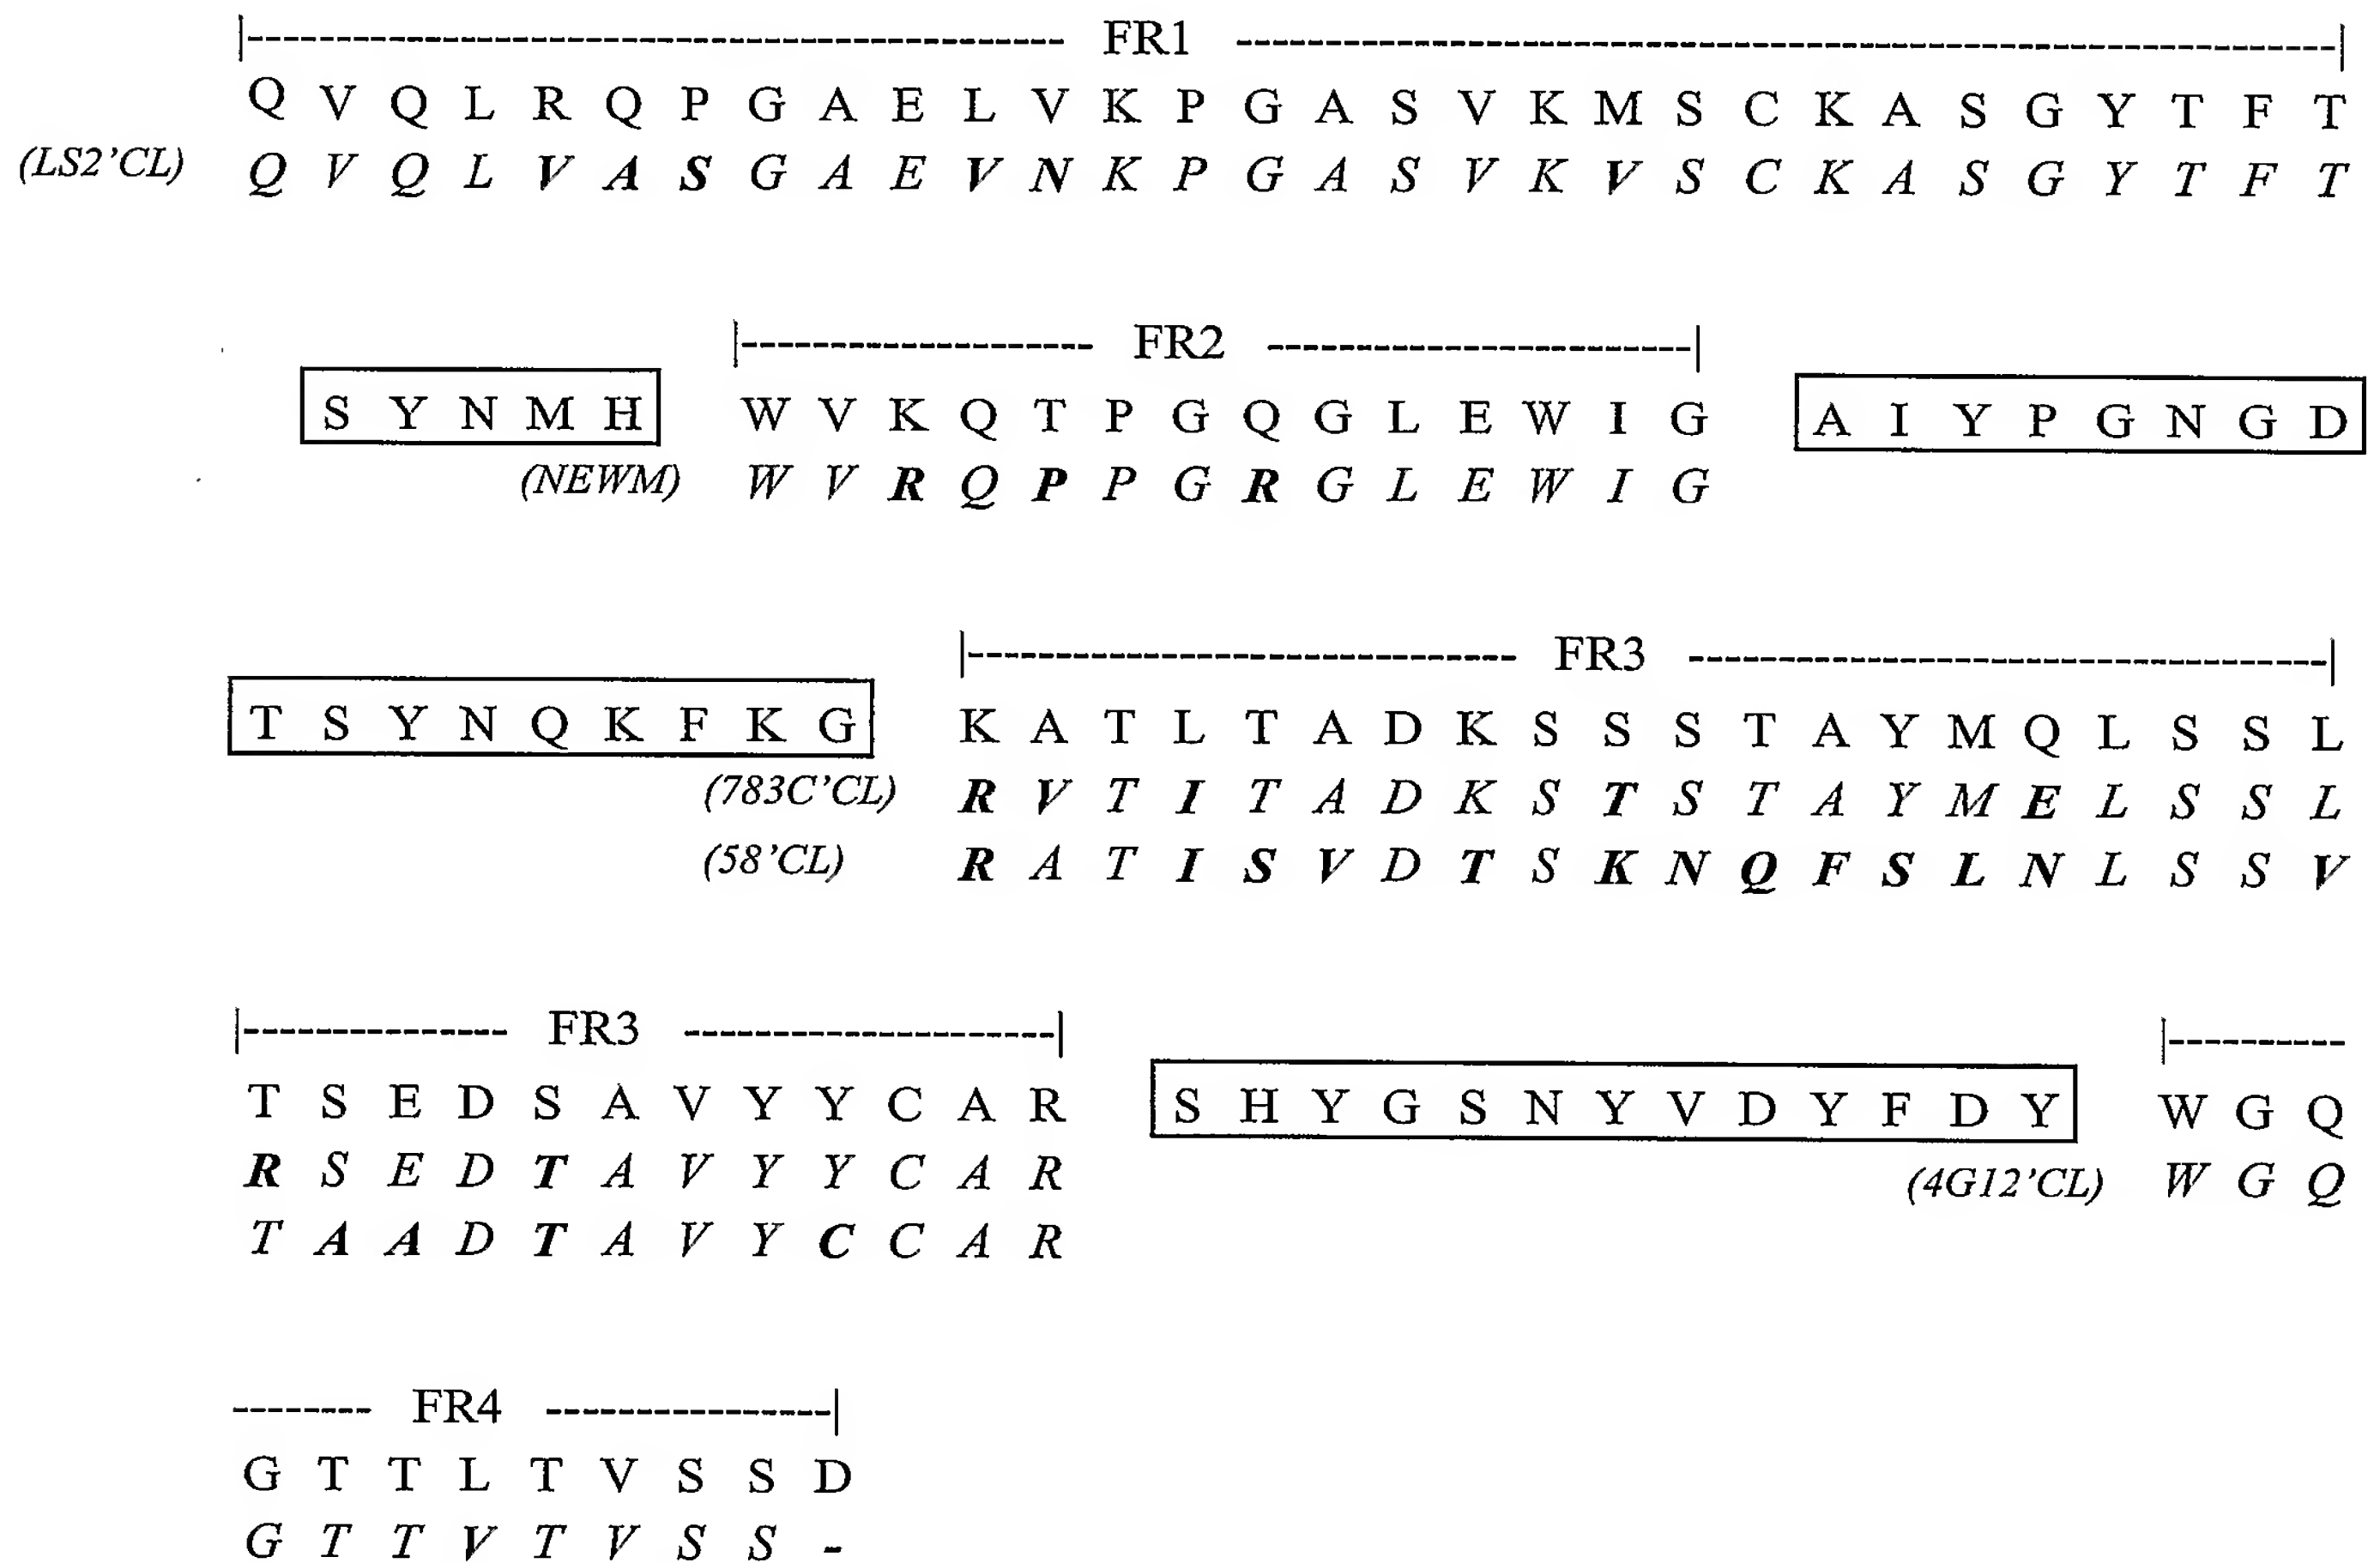 |---------------------------------- FR1 ----------------------------------------------|
Q V Q L R Q P G A E L V K P G A S V K M S C K A S G Y T F T
(LS2'CL) Q V Q L V A S G A E V N K P G A S V K V S C K A S G Y T F T
|--------------- FR2 ------------------|
S Y N M H W V K Q T P G Q G L E W I G A I Y P G N G D
(NEWM) W V R Q P P G R G L E W I G
|----------------------- FR3 ---------------------------|
T S Y N Q K F K G K A T L T A D K S S S T A Y M Q L S S L
(783C'CL) R V T I T A D K S T S T A Y M E L S S L
(58'CL) R A T I S V D T S K N Q F S L N L S S V
|----------- FR3 ---------------|
|-------
T S E D S A V Y Y C A R S H Y G S N Y V D Y F D Y W G Q
R S E D T A V Y Y C A R (4G12'CL) W G Q
T A A D T A V Y C C A R
------ FR4 ------------|
G T T L T V S S D
G T T V T V S S -